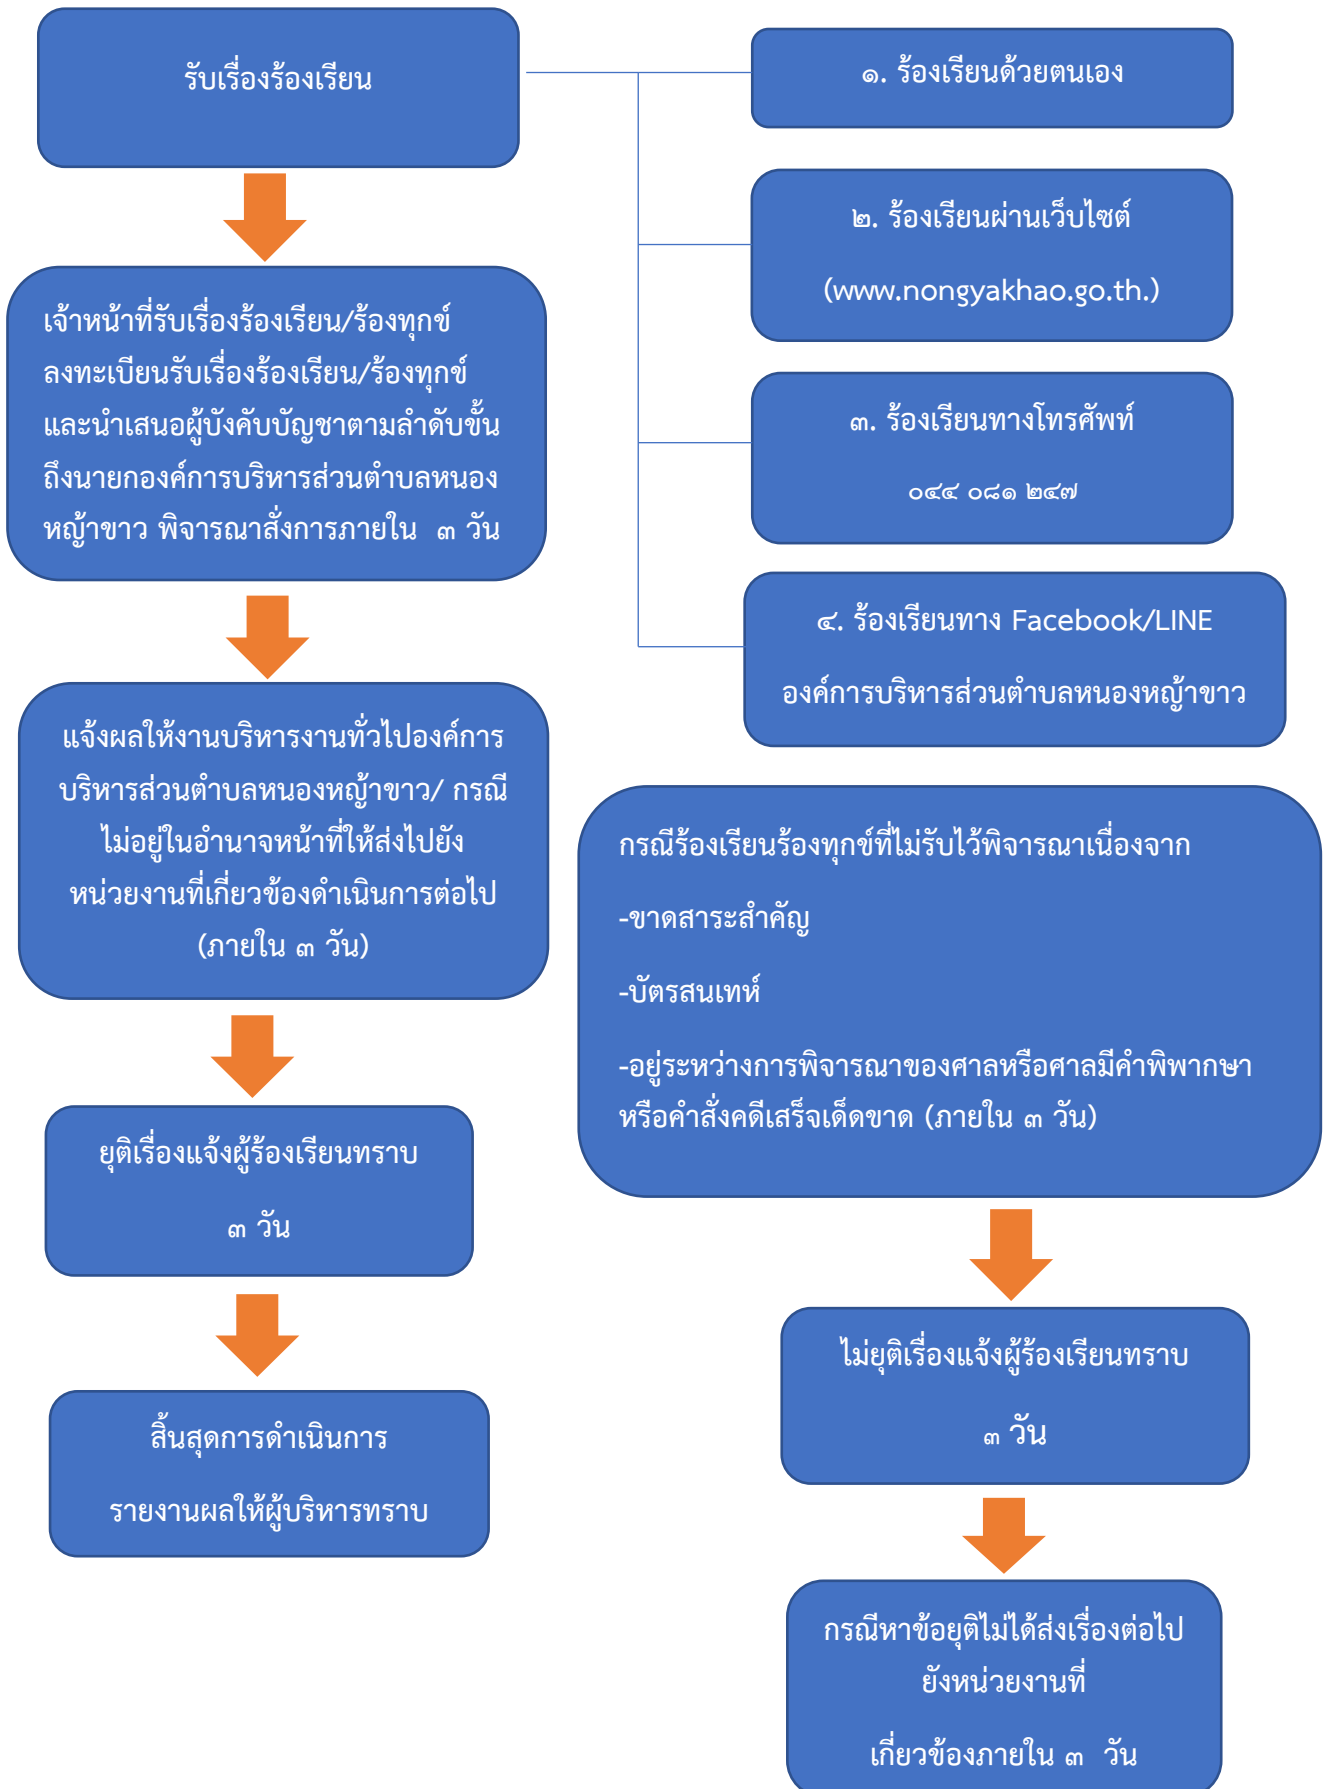 รับเรื่องร้องเรียน
๑. ร้องเรียนด้วยตนเอง
๒. ร้องเรียนผ่านเว็บไซต์
(www.nongyakhao.go.th.)
๓. ร้องเรียนทางโทรศัพท์
๐๔๔ ๐๘๑ ๒๔๗
๔. ร้องเรียนทาง Facebook/LINE
องค์การบริหารส่วนตำบลหนองหญ้าขาว
เจ้าหน้าที่รับเรื่องร้องเรียน/ร้องทุกข์
ลงทะเบียนรับเรื่องร้องเรียน/ร้องทุกข์
และนำเสนอผู้บังคับบัญชาตามลำดับขั้น
ถึงนายกองค์การบริหารส่วนตำบลหนอง
หญ้าขาว พิจารณาสั่งการภายใน ๓ วัน
แจ้งผลให้งานบริหารงานทั่วไปองค์การ
บริหารส่วนตำบลหนองหญ้าขาว/ กรณี
ไม่อยู่ในอำนาจหน้าที่ให้ส่งไปยัง
หน่วยงานที่เกี่ยวข้องดำเนินการต่อไป
(ภายใน ๓ วัน)
ยุติเรื่องแจ้งผู้ร้องเรียนทราบ
๓ วัน
สิ้นสุดการดำเนินการ
รายงานผลให้ผู้บริหารทราบ
กรณีร้องเรียนร้องทุกข์ที่ไม่รับไว้พิจารณาเนื่องจาก
-ขาดสาระสำคัญ
-บัตรสนเทห์
-อยู่ระหว่างการพิจารณาของศาลหรือศาลมีคำพิพากษา
หรือคำสั่งคดีเสร็จเด็ดขาด (ภายใน ๓ วัน)
ไม่ยุติเรื่องแจ้งผู้ร้องเรียนทราบ
๓ วัน
กรณีหาข้อยุติไม่ได้ส่งเรื่องต่อไป
ยังหน่วยงานที่
เกี่ยวข้องภายใน ๓ วัน